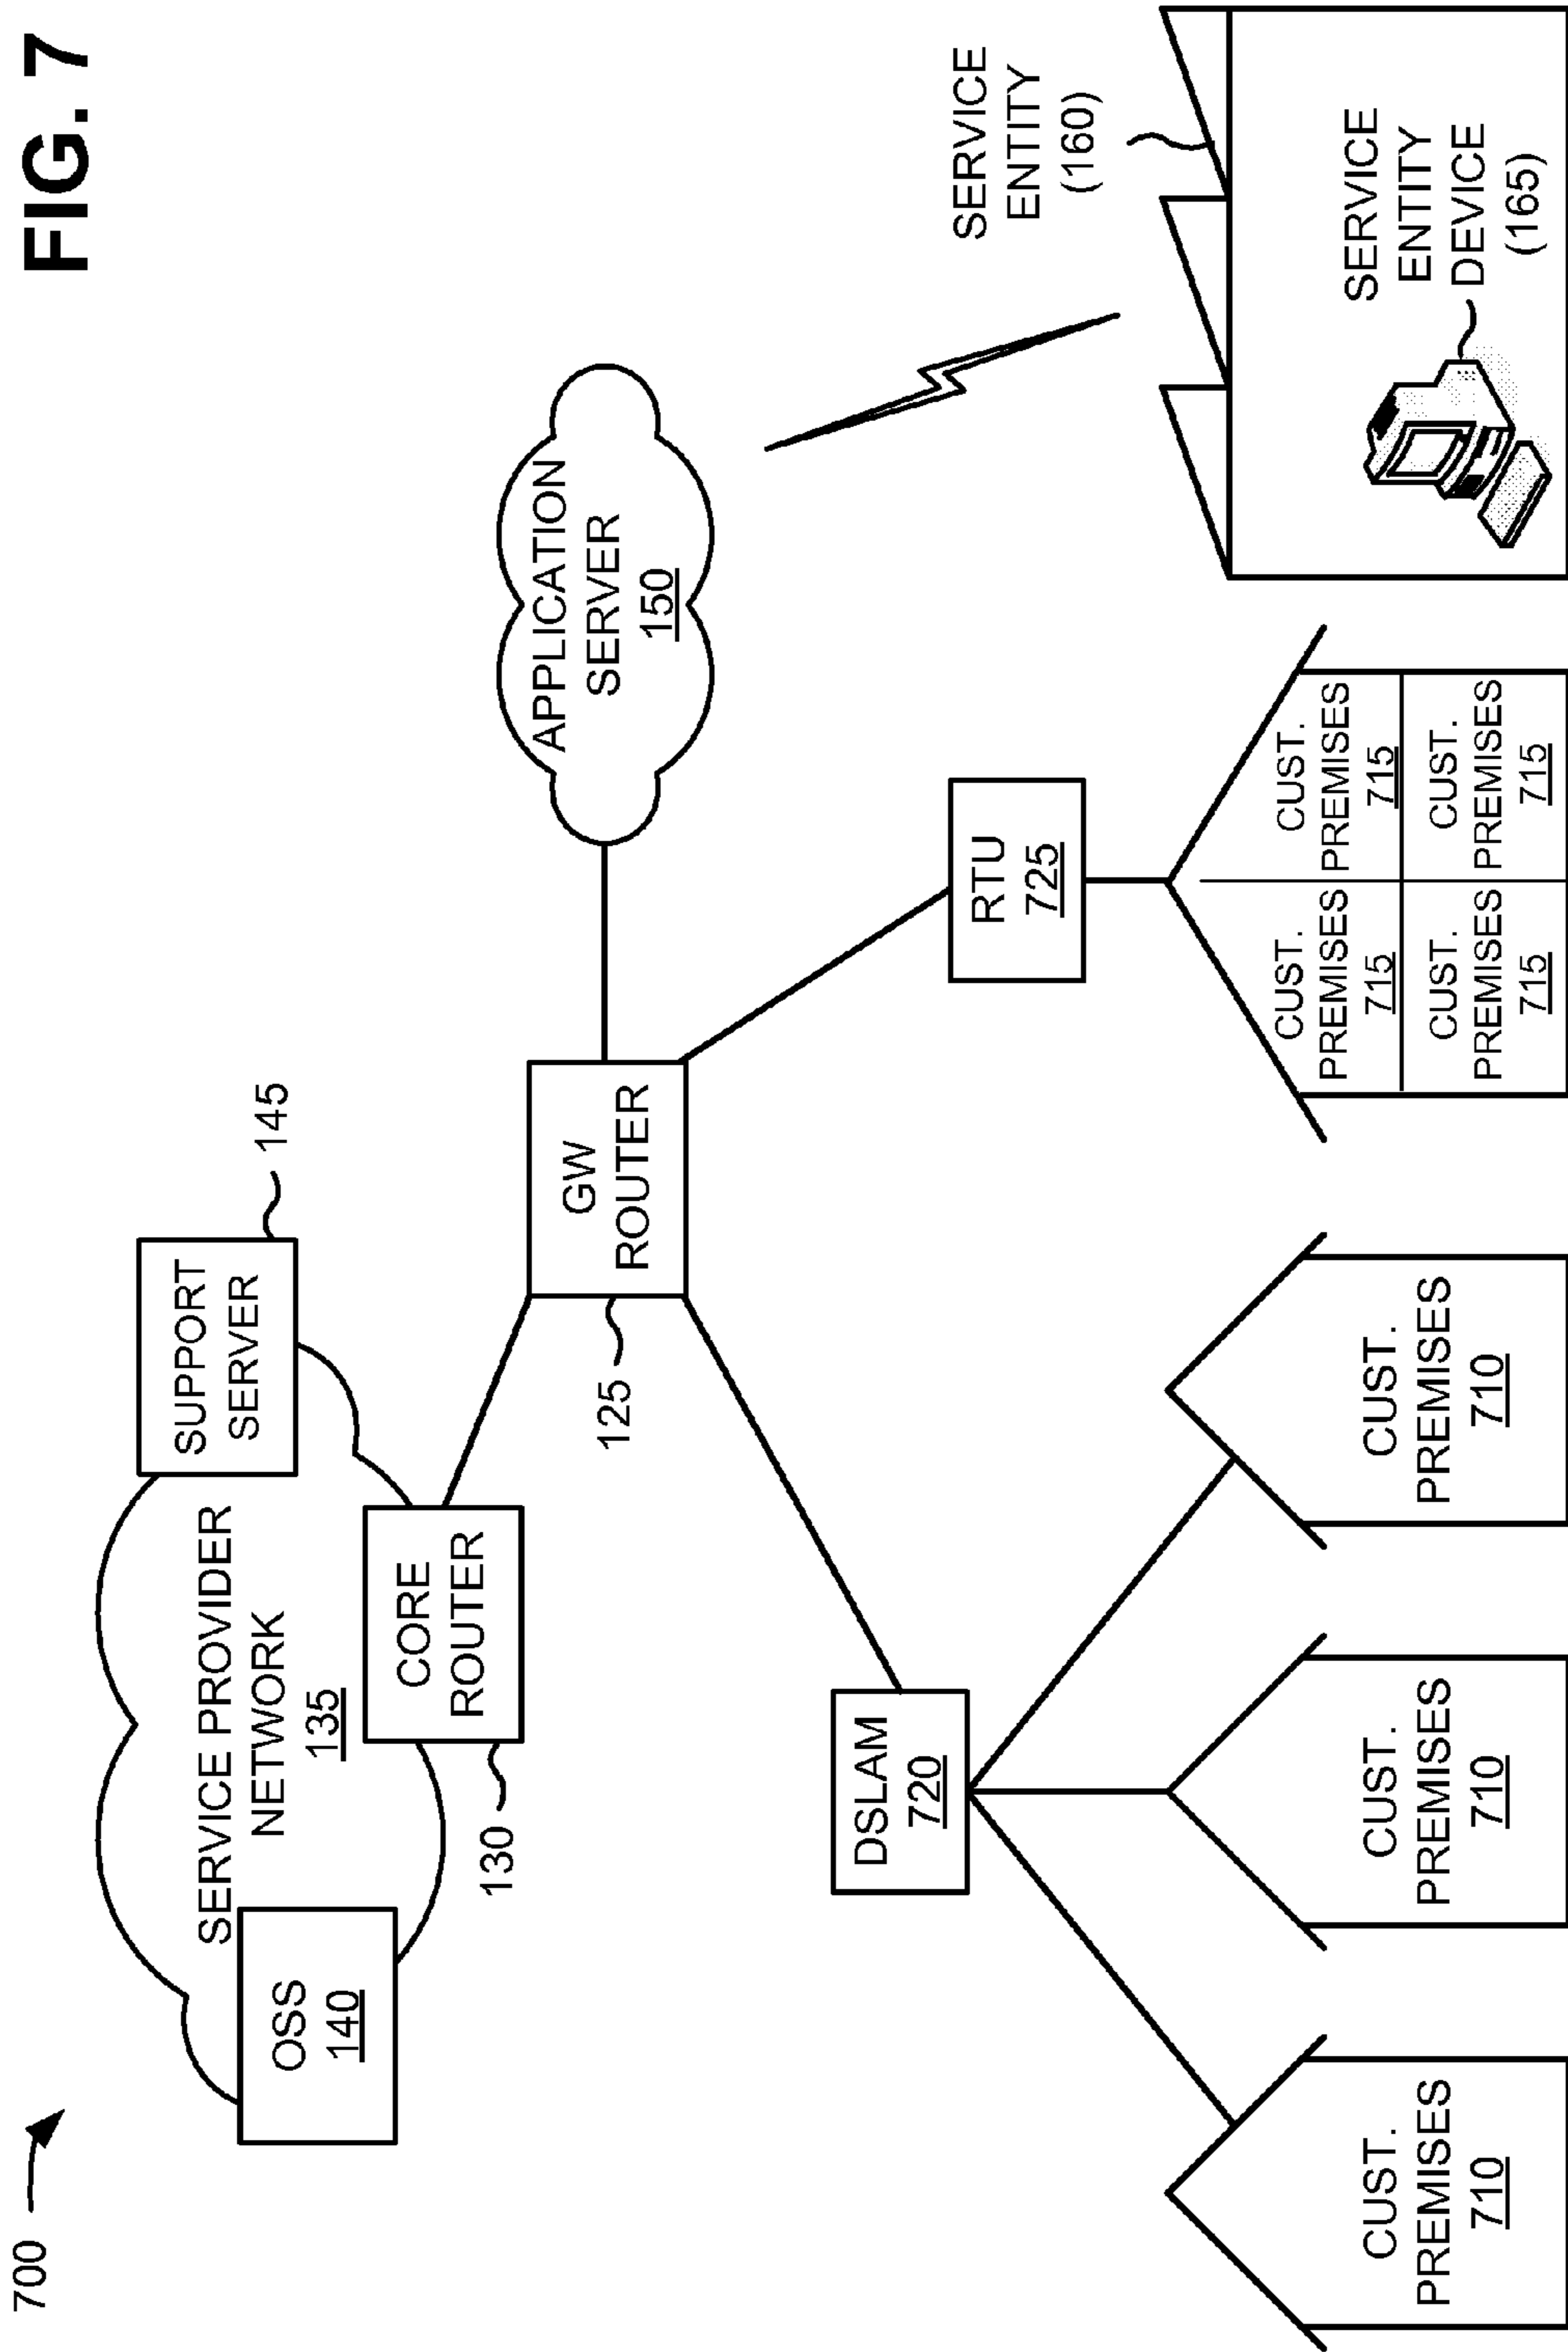 FIG. 7
700
SERVICE PROVIDER
NETWORK
135
OSS
140
SUPPORT
SERVER
145
CORE
ROUTER
130
GW
ROUTER
125
APPLICATION
SERVER
150
DSLAM
720
RTU
725
SERVICE
ENTITY
(160)
CUST.
PREMISES
710
CUST.
PREMISES
710
CUST.
PREMISES
710
CUST.
PREMISES
715
CUST.
PREMISES
715
CUST.
PREMISES
715
CUST.
PREMISES
715
SERVICE
ENTITY
DEVICE
(165)